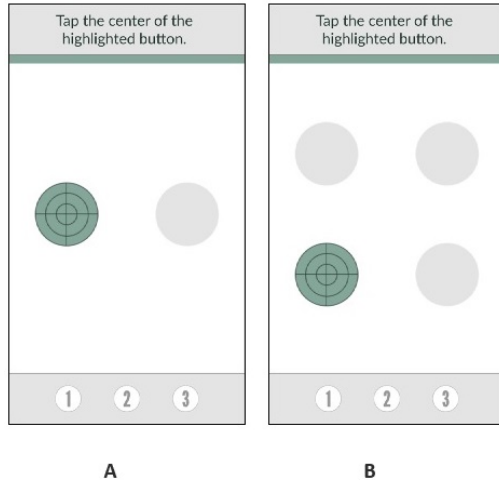 Tap the center of the
highlighted button.
1 2 3
A
Tap the center of the
highlighted button.
1 2 3
B